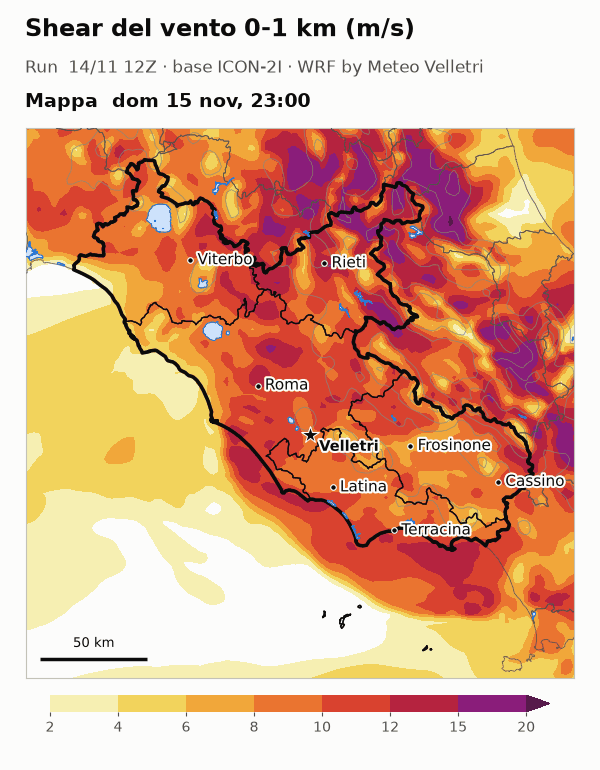 Shear del vento 0-1 km (m/s)
Run 14/11 12Z · base ICON-2I · WRF by Meteo Velletri
Mappa dom 15 nov, 23:00
Viterbo
Rieti
Roma
Velletri
Frosinone
Cassino
Latina
Terracina
50 km
2 4 6 8 10 12 15 20